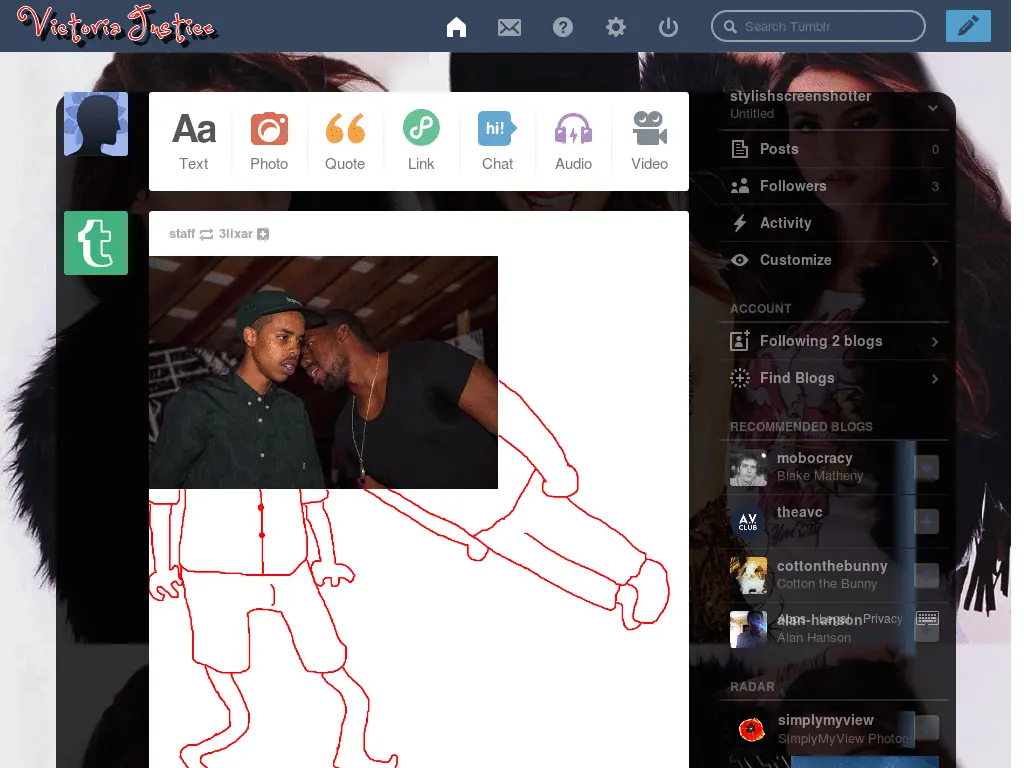 Victoria Justice
Search Tumblr
Aa
hi!
Text
Photo
Quote
Link
Chat
Audio
Video
t
staff 3lixar
stylishscreenshotter
Untitled
Posts 0
Followers 3
Activity
Customize
ACCOUNT
Following 2 blogs
Find Blogs
RECOMMENDED BLOGS
mobocracy
Blake Matheny
A.V. CLUB
theavc
cottonthebunny
Cotton the Bunny
alan-hanson
Apps Legal Privacy
Alan Hanson
RADAR
simplymyview
SimplyMyView Photog